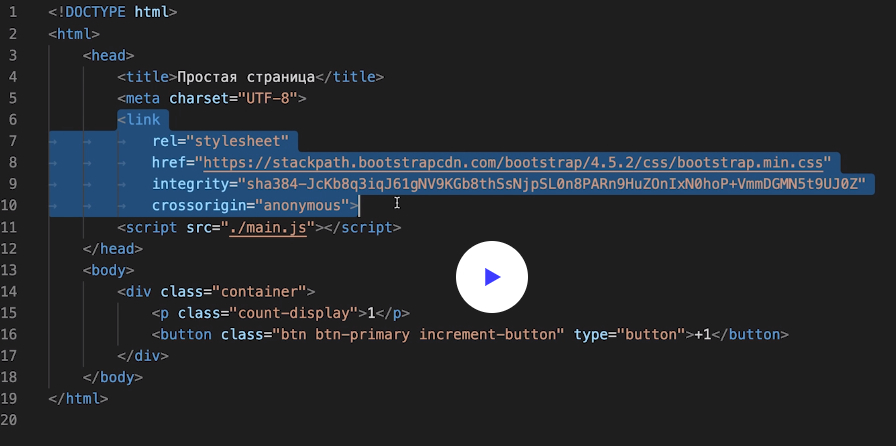 1 <!DOCTYPE html>
2 <html>
3 <head>
4 <title>Простая страница</title>
5 <meta charset="UTF-8">
6 <link
7 rel="stylesheet"
8 href="https://stackpath.bootstrapcdn.com/bootstrap/4.5.2/css/bootstrap.min.css"
9 integrity="sha384-JcKb8q3iqJ61gNV9KGb8thSsNjpSL0n8PARn9HuZOnIxN0hoP+VmmDGMN5t9UJ0Z"
10 crossorigin="anonymous">
11 <script src="./main.js"></script>
12 </head>
13 <body>
14 <div class="container">
15 <p class="count-display">1</p>
16 <button class="btn btn-primary increment-button" type="button">+1</button>
17 </div>
18 </body>
19 </html>
20